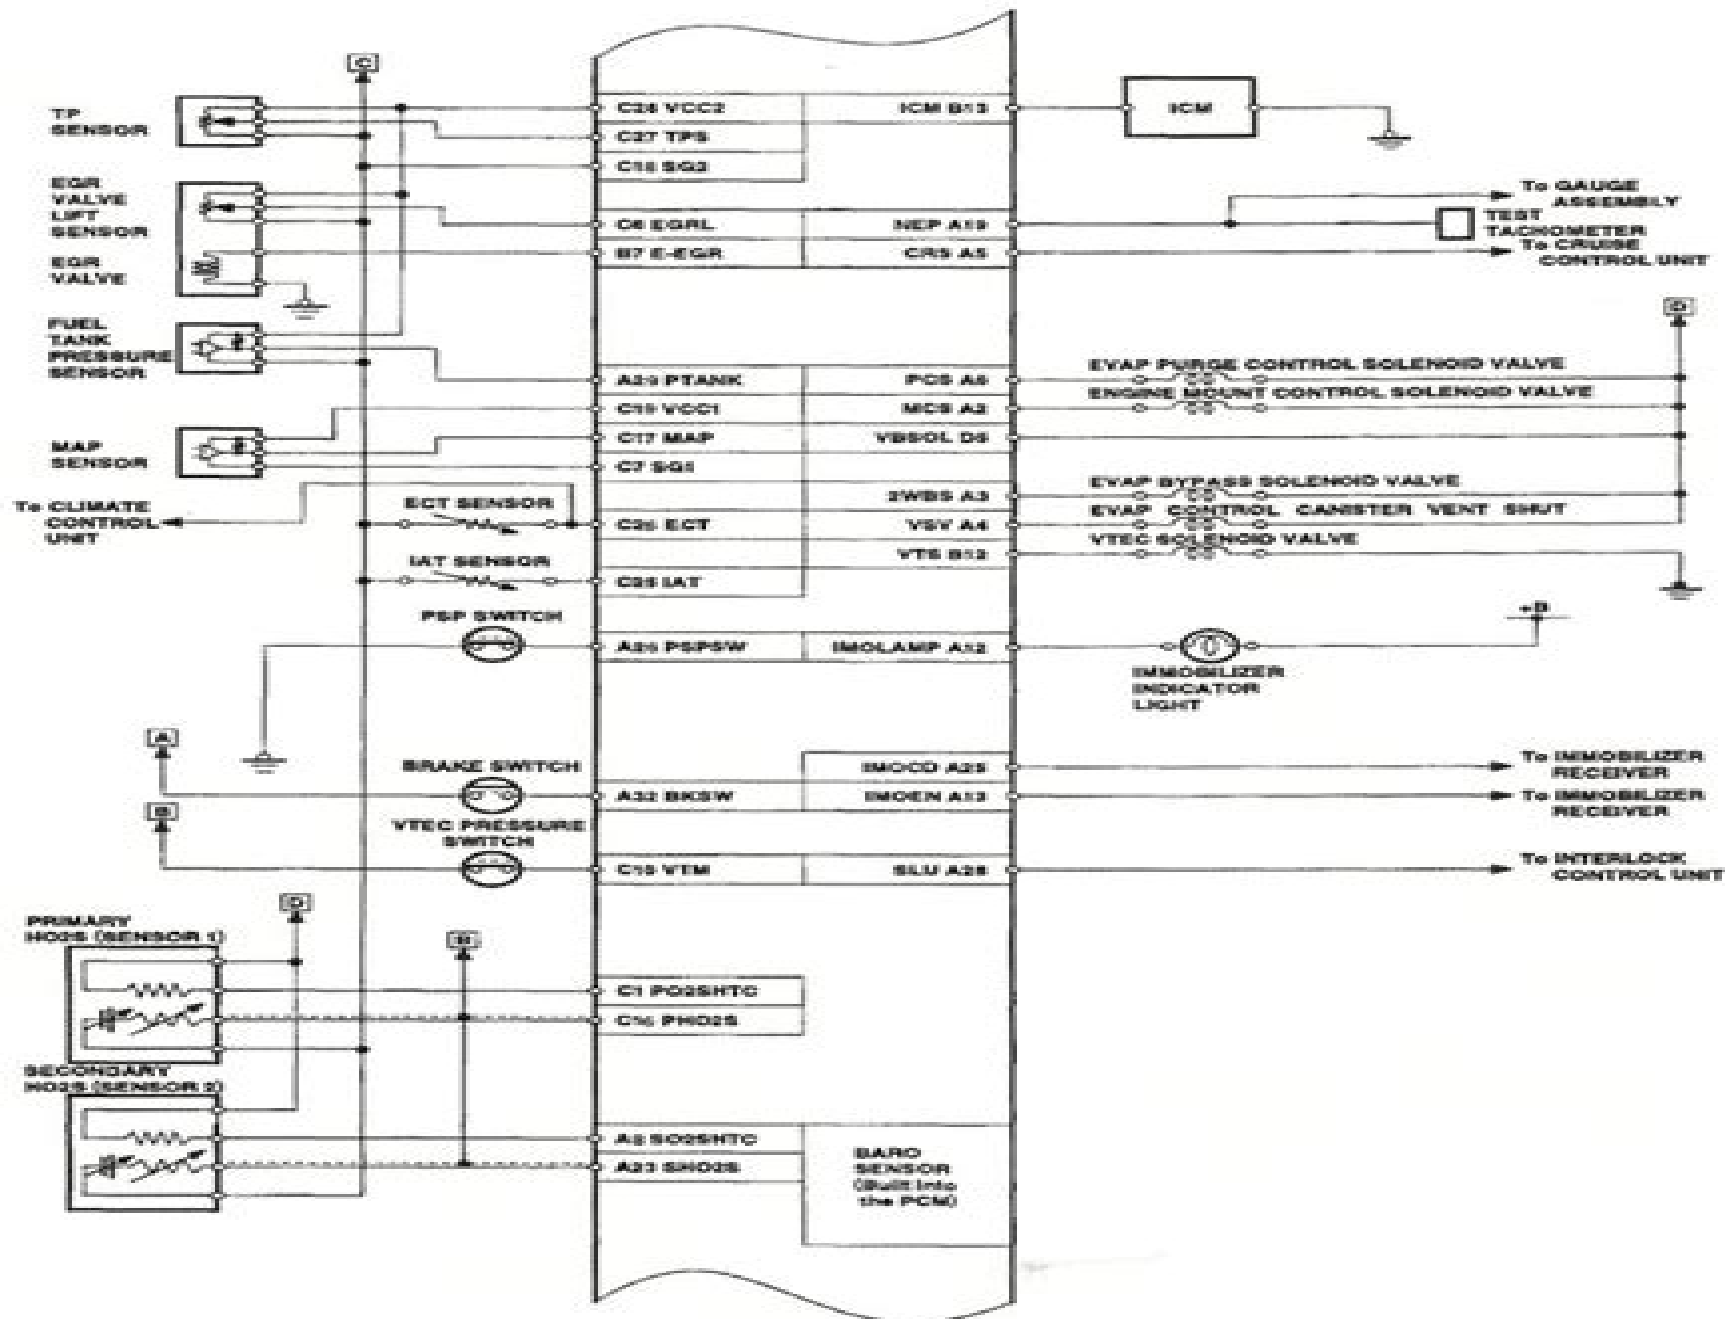 C
TP
SENSOR
C28 VCC2
ICM B13
ICM
C27 TPS
C18 SG2
EGR
VALVE
LIFT
SENSOR
To GAUGE
ASSEMBLY
C6 EGRL
NEP A19
TEST
TACHOMETER
EGR
VALVE
B7 E-EGR
CRS A5
To CRUISE
CONTROL UNIT
FUEL
TANK
PRESSURE
SENSOR
D
A29 PTANK
PCS A6
EVAP PURGE CONTROL SOLENOID VALVE
C19 VCC1
MCS A2
ENGINE MOUNT CONTROL SOLENOID VALVE
MAP
SENSOR
C17 MAP
VBSOL D5
C7 SG1
2WBS A3
EVAP BYPASS SOLENOID VALVE
To CLIMATE
CONTROL
UNIT
ECT SENSOR
C26 ECT
VSV A4
EVAP CONTROL CANISTER VENT SHUT
VTS B12
VTEC SOLENOID VALVE
IAT SENSOR
IAT
+B
PSP SWITCH
PSPSW
IMOLAMP A12
IMMOBILIZER
INDICATOR
LIGHT
A
BRAKE SWITCH
IMOCD A25
To IMMOBILIZER
RECEIVER
A32 BKSW
IMOEN A13
To IMMOBILIZER
RECEIVER
B
VTEC PRESSURE
SWITCH
VTM
SLU A28
To INTERLOCK
CONTROL UNIT
D
PRIMARY
HO2S (SENSOR 1)
C1 PO2SHTC
C16 PHO2S
SECONDARY
HO2S (SENSOR 2)
A8 SO2SHTC
A23 SHO2S
BARO
SENSOR
(Built into
the PCM)